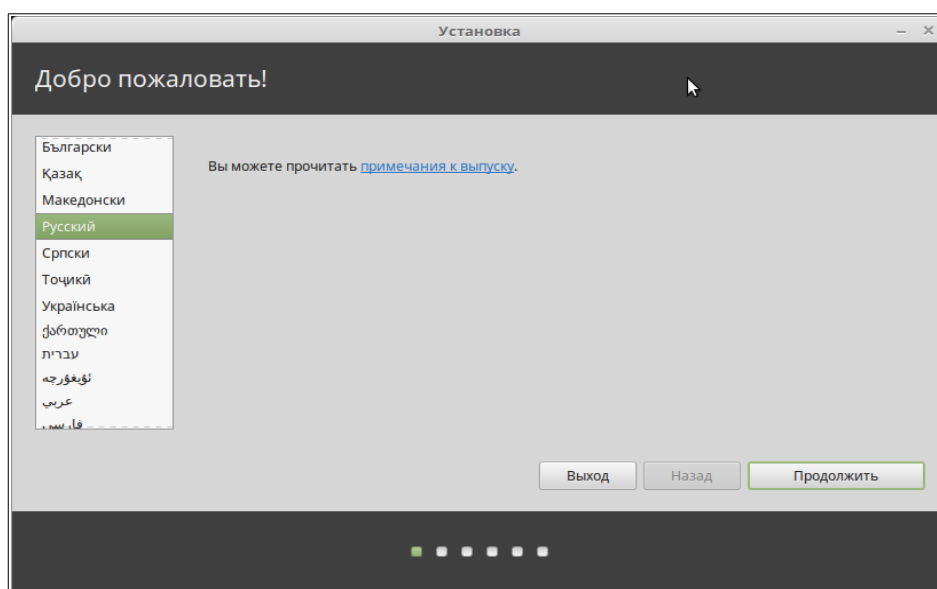 Установка
Добро пожаловать!
Български
Қазақ
Македонски
Русский
Српски
Тоҷикӣ
Українська
ქართული
עברית
ئۇيغۇرچە
عربي
فارسی
Вы можете прочитать примечания к выпуску.
Выход
Назад
Продолжить